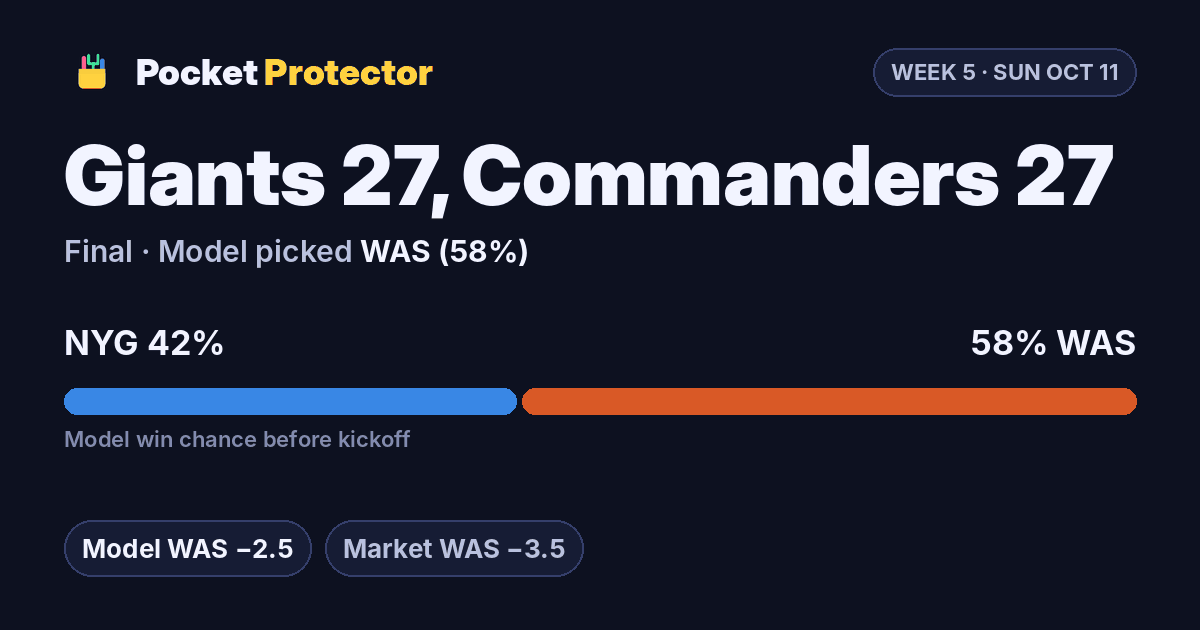 Pocket Protector
WEEK 5 · SUN OCT 11
Giants 27, Commanders 27
Final · Model picked WAS (58%)
NYG 42%
58% WAS
Model win chance before kickoff
Model WAS −2.5
Market WAS −3.5